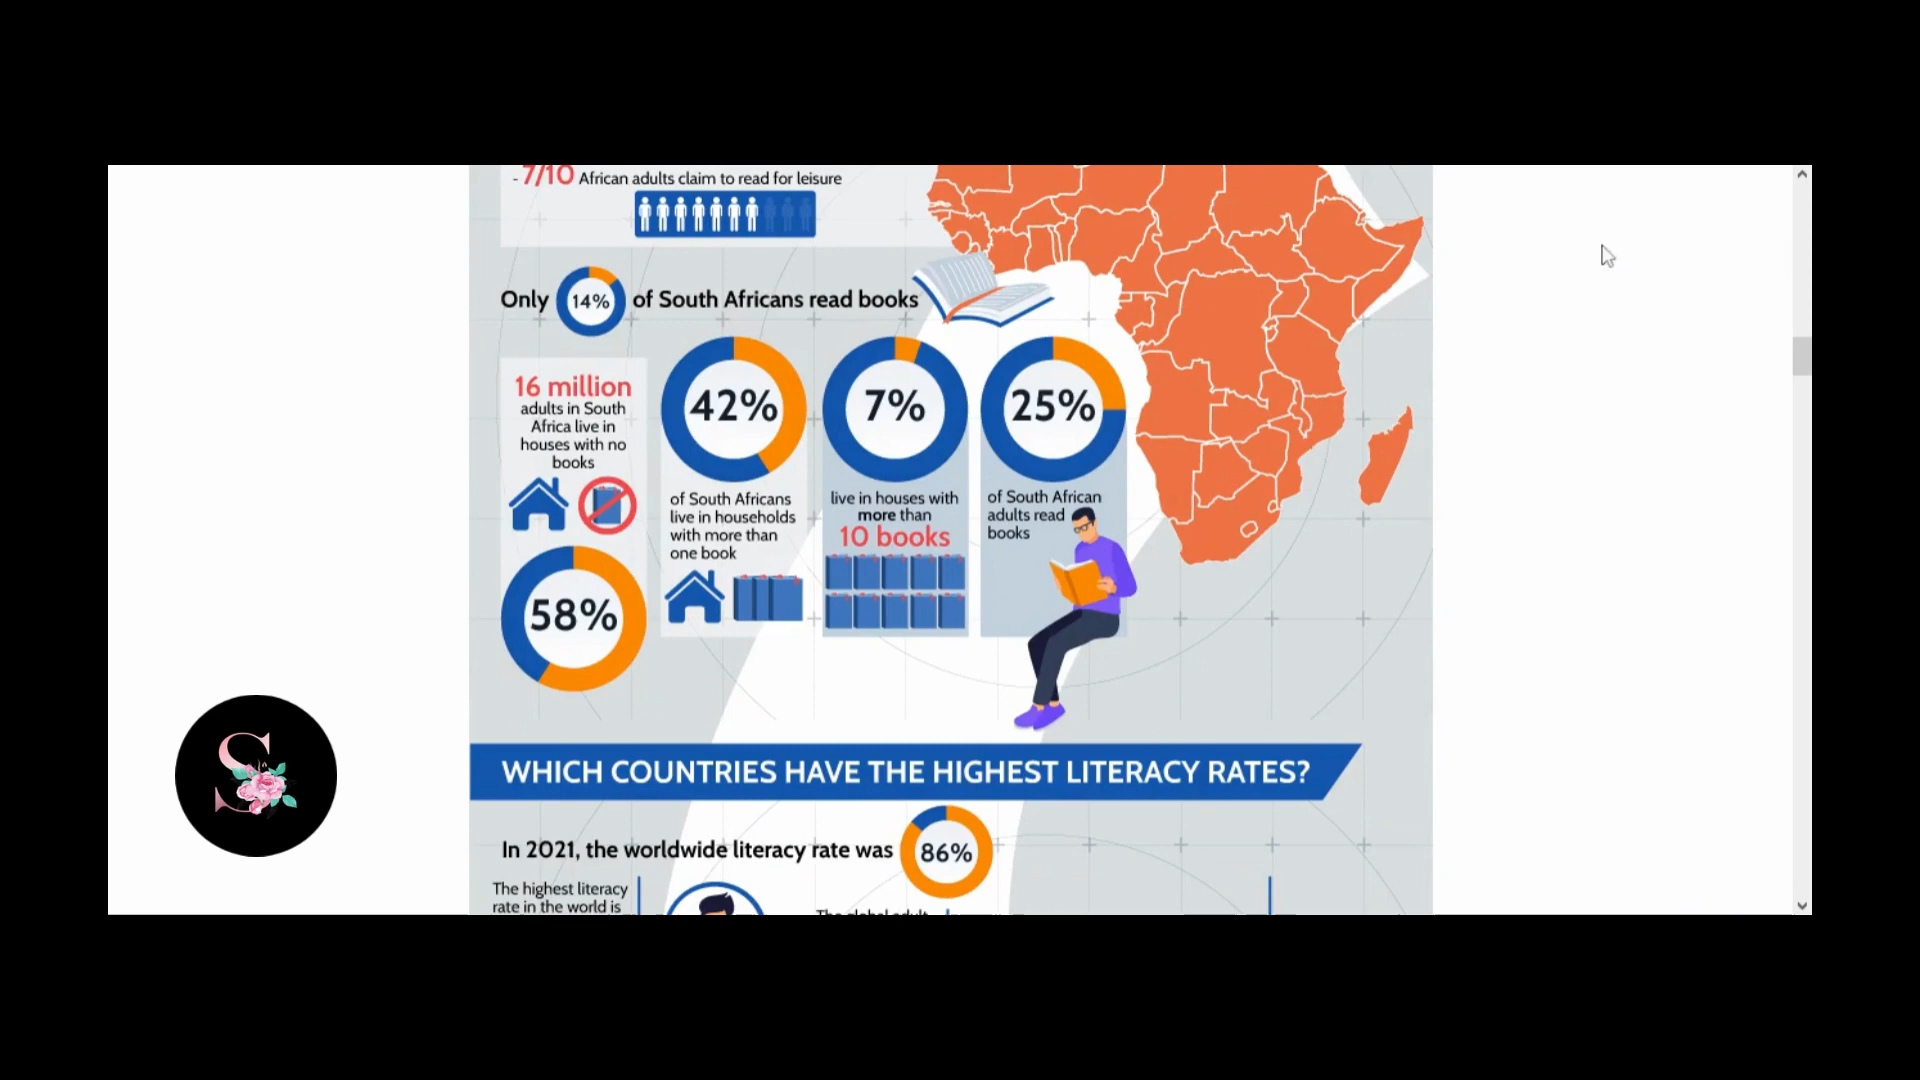 - 7/10 African adults claim to read for leisure
Only 14% of South Africans read books
16 million
adults in South
Africa live in
houses with no
books
58%
42%
of South Africans
live in households
with more than
one book
7%
live in houses with
more than
10 books
25%
of South African
adults read
books
WHICH COUNTRIES HAVE THE HIGHEST LITERACY RATES?
In 2021, the worldwide literacy rate was 86%
The highest literacy
rate in the world is
The global adult
S